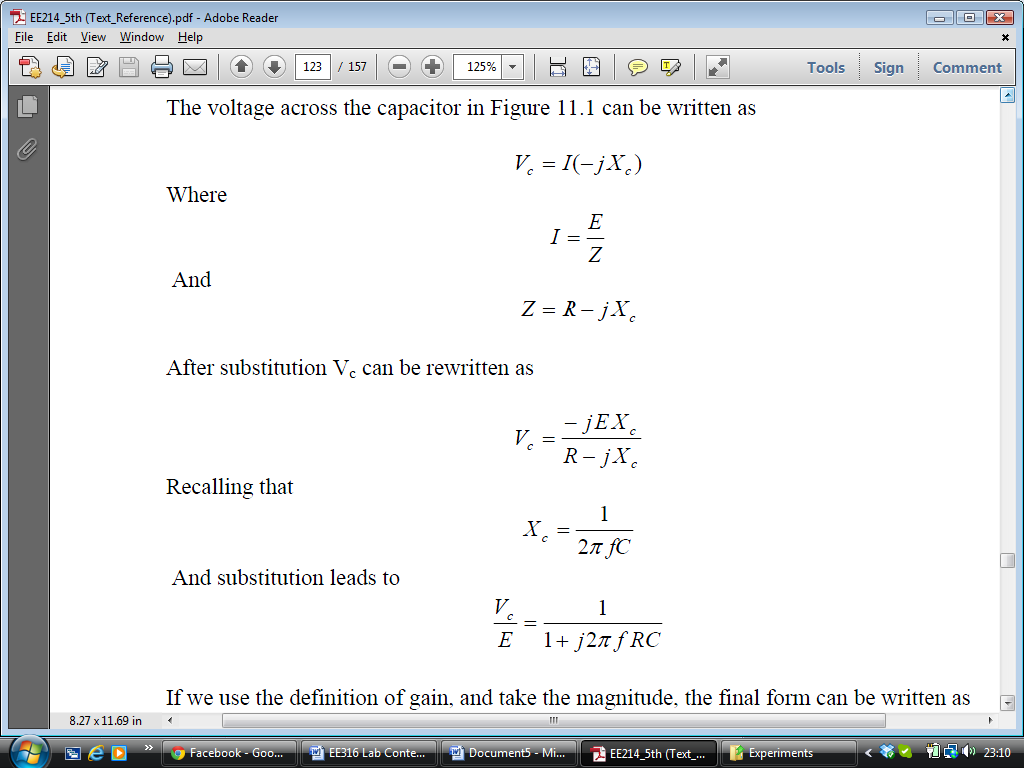 EE214_5th (Text_Reference).pdf - Adobe Reader
File Edit View Window Help
123 / 157 125% Tools Sign Comment
The voltage across the capacitor in Figure 11.1 can be written as
V_c = I(-jX_c)
Where
I = E/Z
And
Z = R - jX_c
After substitution V_c can be rewritten as
V_c = -jEX_c / (R - jX_c)
Recalling that
X_c = 1 / (2π fC)
And substitution leads to
V_c / E = 1 / (1 + j2π f RC)
If we use the definition of gain, and take the magnitude, the final form can be written as
8.27 x 11.69 in
Facebook - Goo... EE316 Lab Conte... Document5 - Mi... EE214_5th (Text_... Experiments 23:10